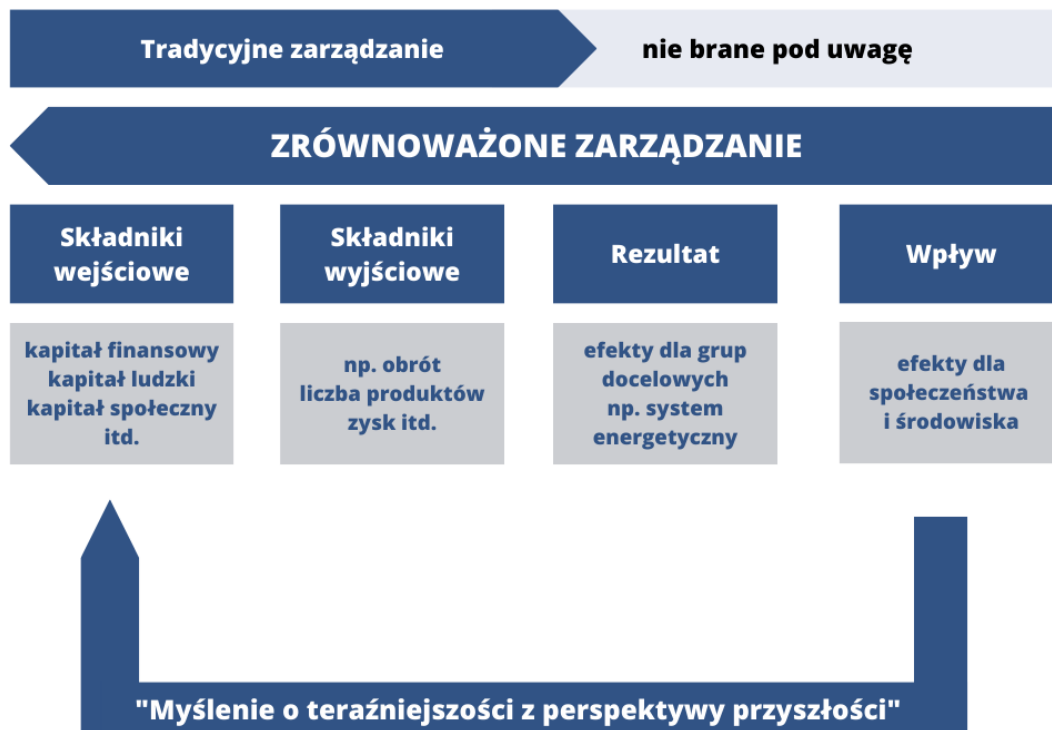 Tradycyjne zarządzanie
nie brane pod uwagę
ZRÓWNOWAŻONE ZARZĄDZANIE
Składniki
wejściowe
kapitał finansowy
kapitał ludzki
kapitał społeczny
itd.
Składniki
wyjściowe
np. obrót
liczba produktów
zysk itd.
Rezultat
efekty dla grup
docelowych
np. system
energetyczny
Wpływ
efekty dla
społeczeństwa
i środowiska
"Myślenie o teraźniejszości z perspektywy przyszłości"